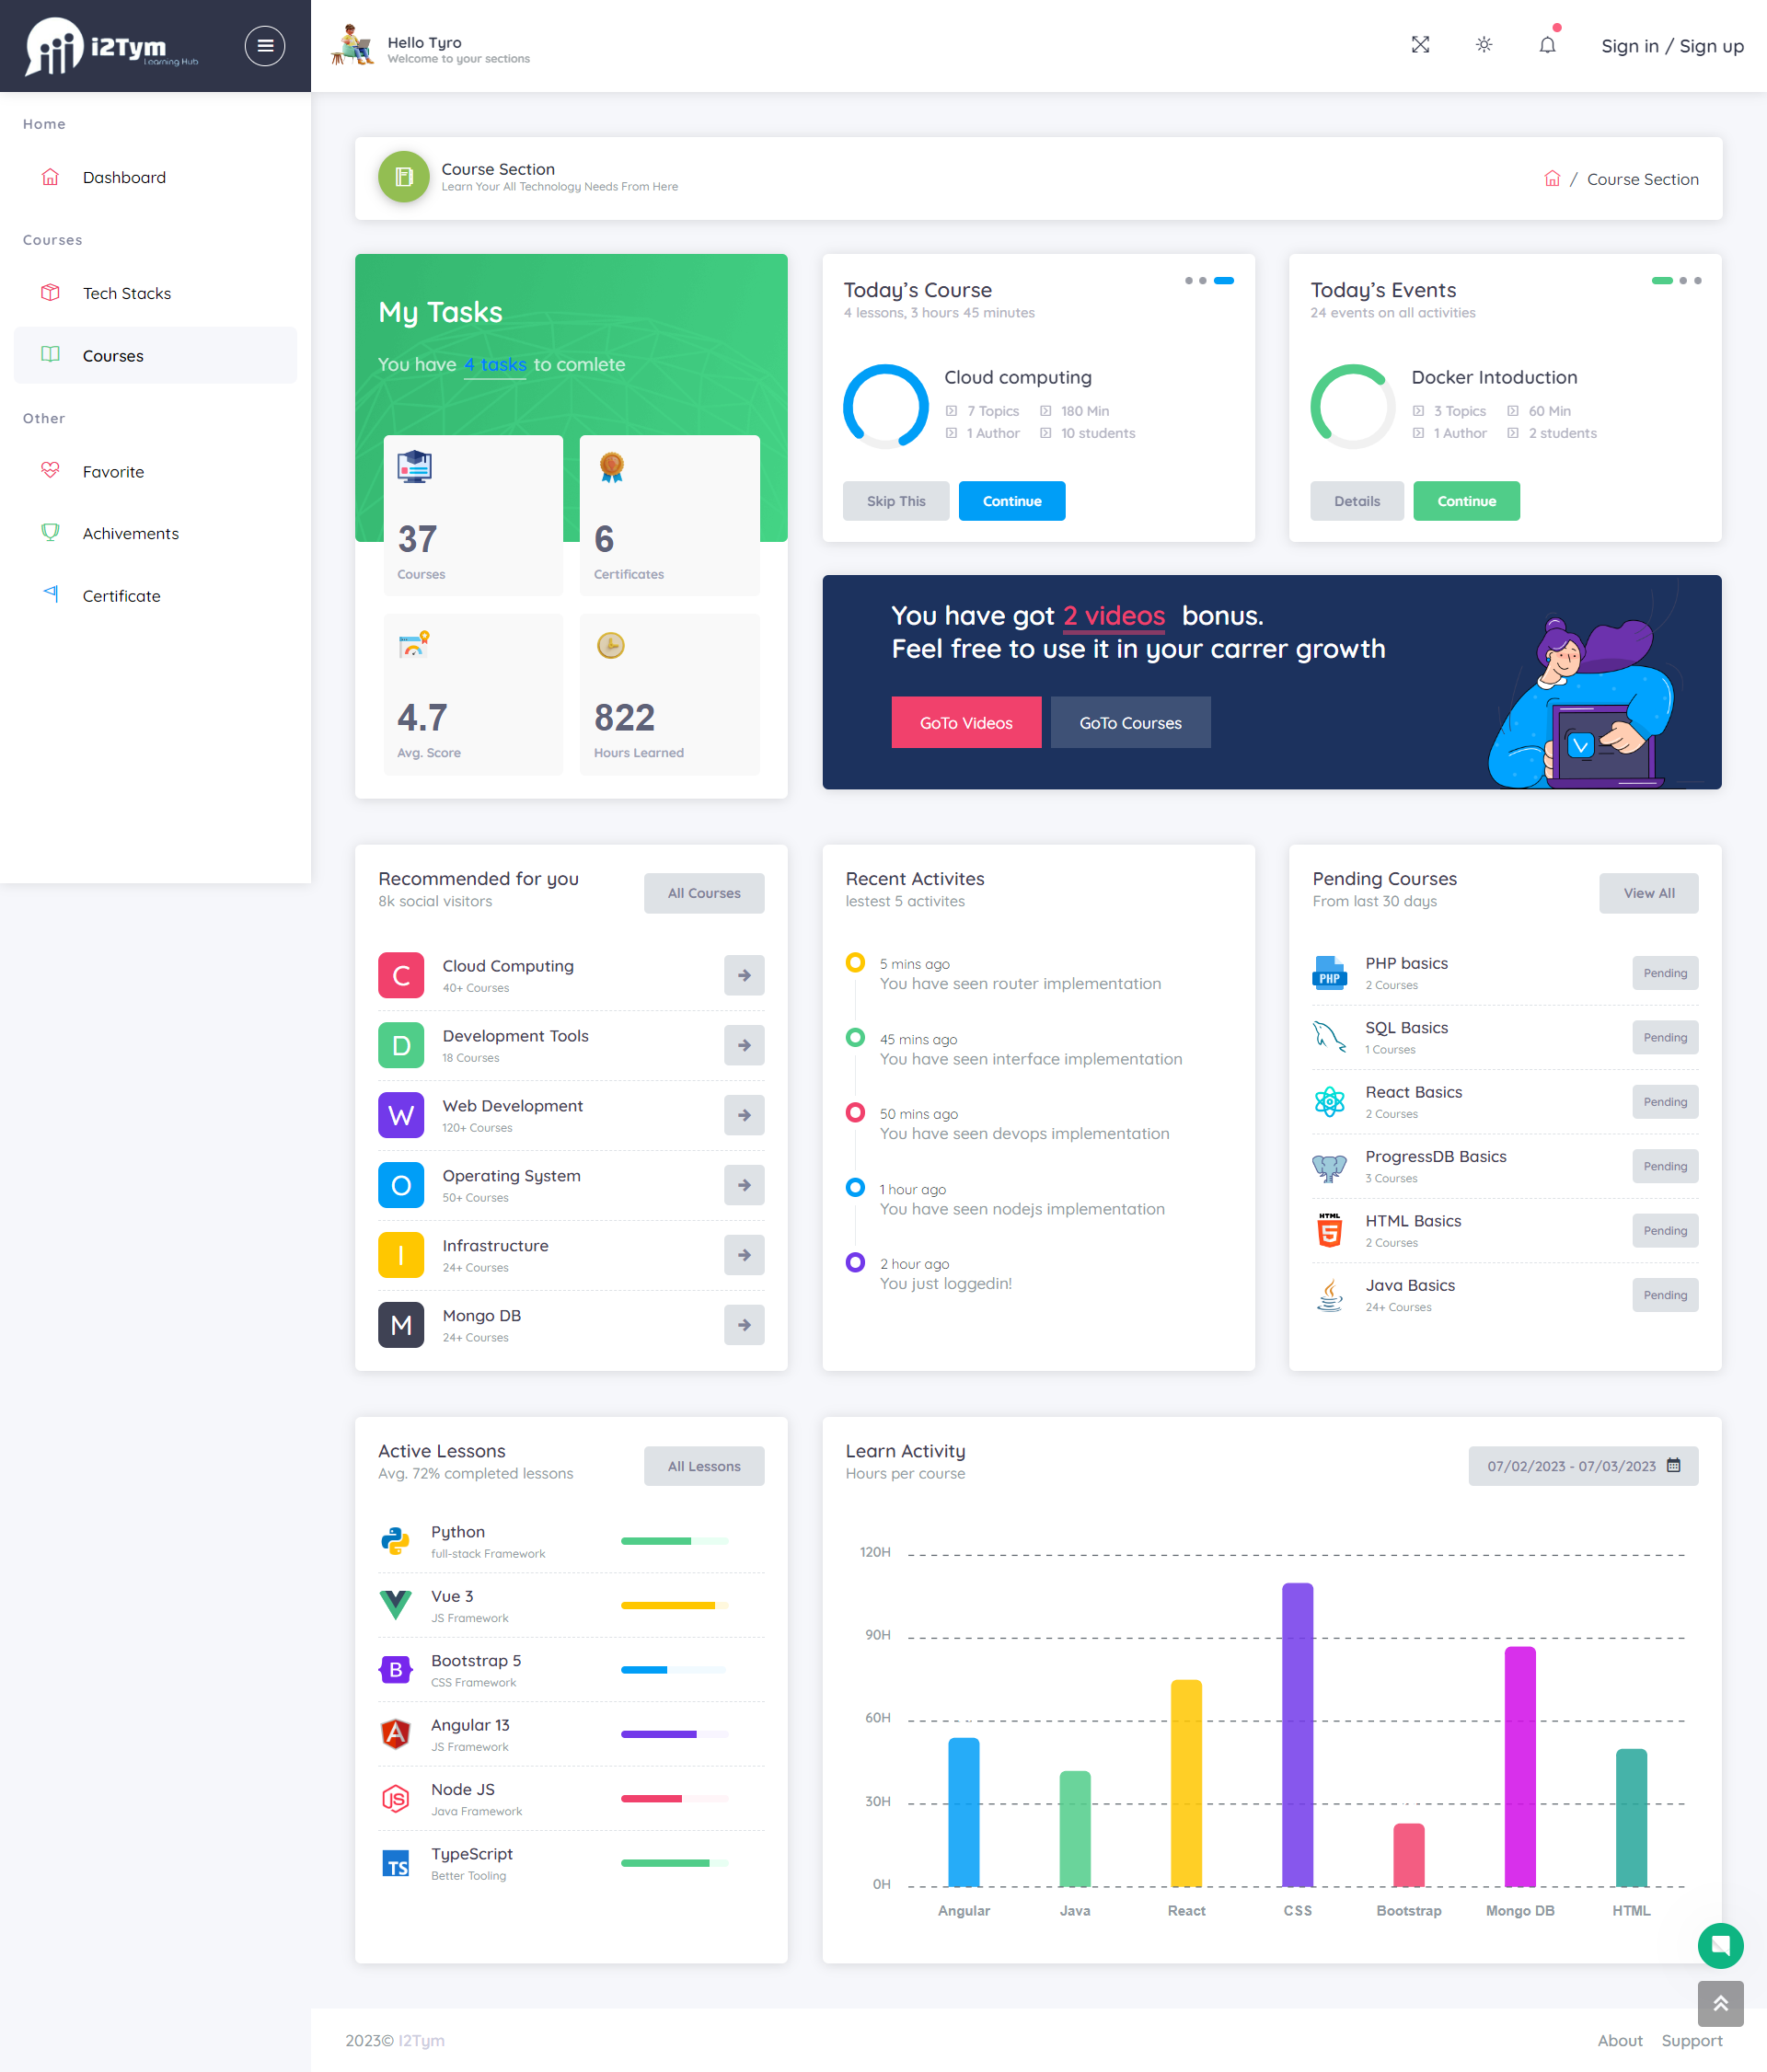 i2Tym
Learning Hub
Hello Tyro
Welcome to your sections
Sign in / Sign up
Home
Dashboard
Courses
Tech Stacks
Courses
Other
Favorite
Achivements
Certificate
Course Section
Learn Your All Technology Needs From Here
/ Course Section
My Tasks
You have 4 tasks to comlete
37
Courses
6
Certificates
4.7
Avg. Score
822
Hours Learned
Today's Course
4 lessons, 3 hours 45 minutes
Cloud computing
7 Topics 180 Min
1 Author 10 students
Skip This Continue
Today's Events
24 events on all activities
Docker Intoduction
3 Topics 60 Min
1 Author 2 students
Details Continue
You have got 2 videos bonus.
Feel free to use it in your carrer growth
GoTo Videos GoTo Courses
Recommended for you
8k social visitors
All Courses
C
Cloud Computing
40+ Courses
D
Development Tools
18 Courses
W
Web Development
120+ Courses
O
Operating System
50+ Courses
I
Infrastructure
24+ Courses
M
Mongo DB
24+ Courses
Recent Activites
lestest 5 activites
5 mins ago
You have seen router implementation
45 mins ago
You have seen interface implementation
50 mins ago
You have seen devops implementation
1 hour ago
You have seen nodejs implementation
2 hour ago
You just loggedin!
Pending Courses
From last 30 days
View All
PHP
PHP basics
2 Courses
Pending
SQL Basics
1 Courses
Pending
React Basics
2 Courses
Pending
ProgressDB Basics
3 Courses
Pending
HTML
5
HTML Basics
2 Courses
Pending
Java Basics
24+ Courses
Pending
Active Lessons
Avg. 72% completed lessons
All Lessons
Python
full-stack Framework
Vue 3
JS Framework
B
Bootstrap 5
CSS Framework
A
Angular 13
JS Framework
JS
Node JS
Java Framework
TS
TypeScript
Better Tooling
Learn Activity
Hours per course
07/02/2023 - 07/03/2023
120H
90H
60H
30H
0H
Angular Java React CSS Bootstrap Mongo DB HTML
2023© I2Tym
About Support